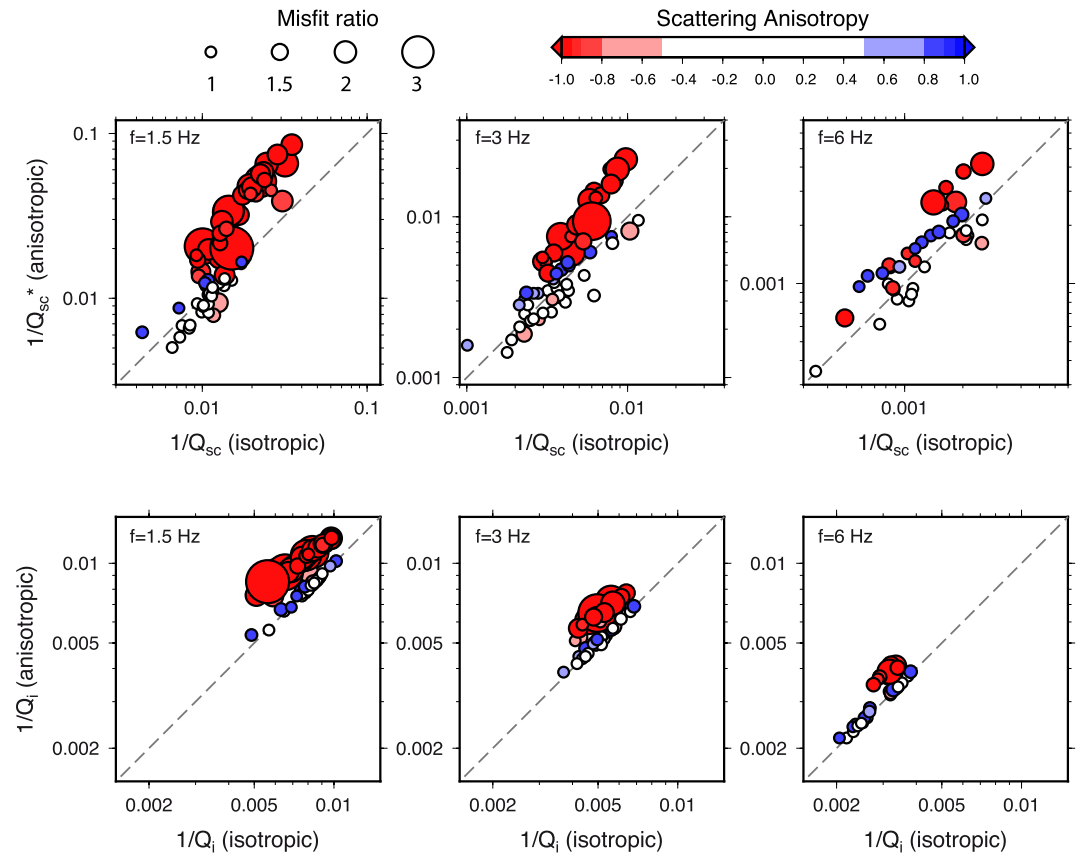 Misfit ratio
Scattering Anisotropy
1 1.5 2 3
-1.0 -0.8 -0.6 -0.4 -0.2 0.0 0.2 0.4 0.6 0.8 1.0
1/Qsc* (anisotropic)
0.1
0.01
f=1.5 Hz
0.01 0.1
1/Qsc (isotropic)
0.01
0.001
f=3 Hz
0.001 0.01
1/Qsc (isotropic)
0.001
f=6 Hz
0.001
1/Qsc (isotropic)
1/Qi (anisotropic)
0.01
0.005
0.002
f=1.5 Hz
0.002 0.005 0.01
1/Qi (isotropic)
0.01
0.005
0.002
f=3 Hz
0.002 0.005 0.01
1/Qi (isotropic)
0.01
0.005
0.002
f=6 Hz
0.002 0.005 0.01
1/Qi (isotropic)